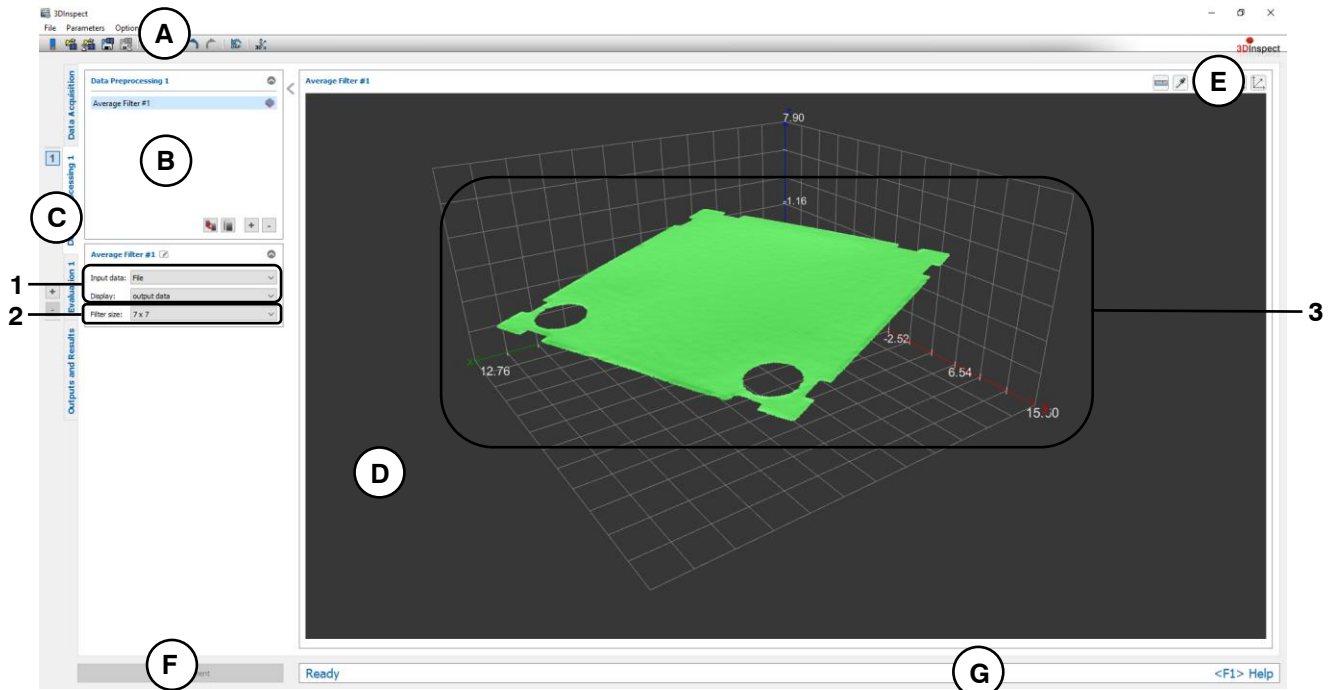 3DInspect
File Parameters
A
3DInspect
Data Preprocessing 1
Average Filter #1
E
Average Filter #1
B
Data Acquisition
1
C
Evaluation 1
Outputs and Results
+ -
Average Filter #1
1
Input data: File
Display: output data
2
Filter size: 7 x 7
+
-
7.90
-1.16
-2.52
6.54
12.76
3
D
F
Ready
G
<F1> Help